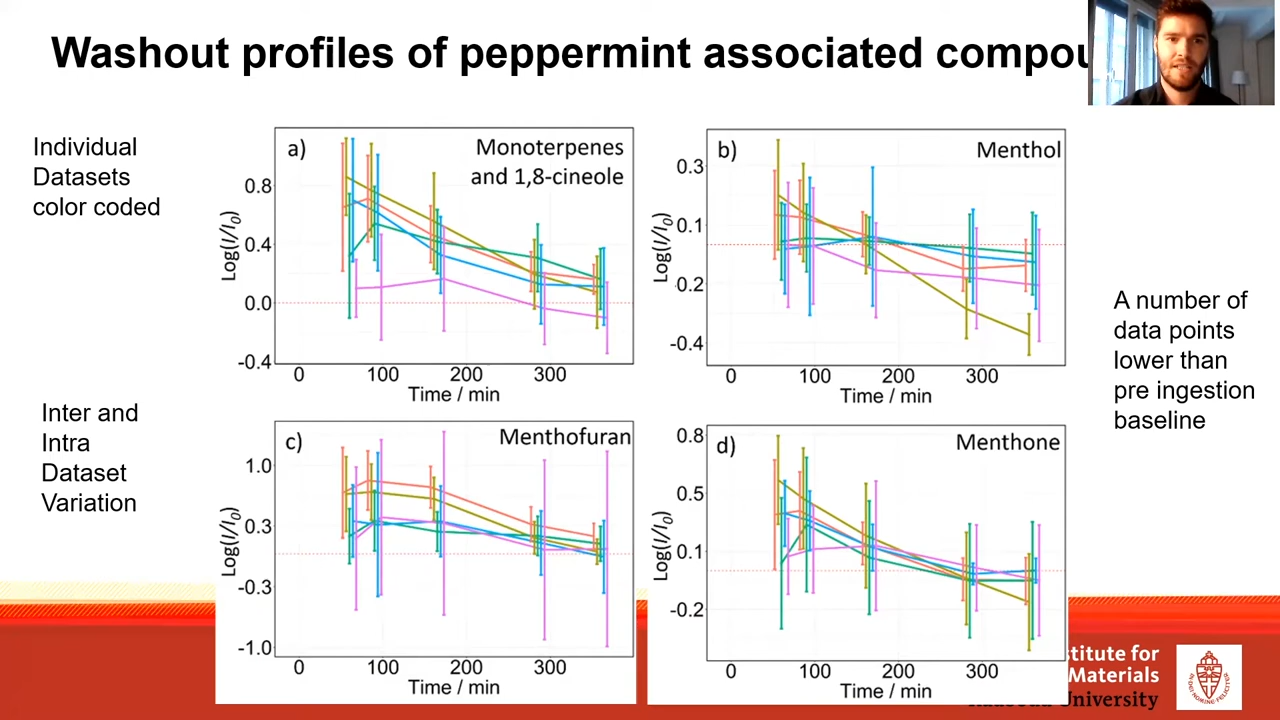 Washout profiles of peppermint associated
Individual
Datasets
color coded
a)
Monoterpenes
and 1,8-cineole
0.8
0.4
0.0
-0.4
Log(I/I0)
0
100
200
300
Time / min
b)
Menthol
0.3
0.1
-0.2
-0.4
Log(I/I0)
0
100
200
300
Time / min
A number of
data points
lower than
pre ingestion
baseline
Inter and
Intra
Dataset
Variation
c)
Menthofuran
1.0
0.3
-0.3
-1.0
Log(I/I0)
0
100
200
300
Time / min
d)
Menthone
0.8
0.5
0.1
-0.2
Log(I/I0)
0
100
200
300
Time / min
for
Materials
University